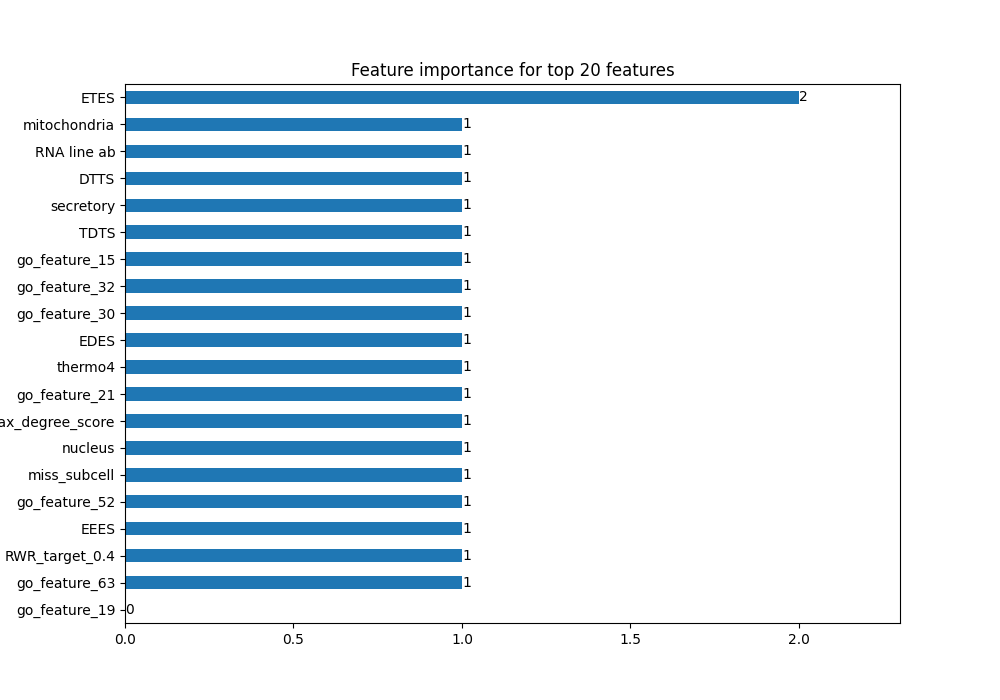 Feature importance for top 20 features
ETES 2
mitochondria 1
RNA line ab 1
DTTS 1
secretory 1
TDTS 1
go_feature_15 1
go_feature_32 1
go_feature_30 1
EDES 1
thermo4 1
go_feature_21 1
ax_degree_score 1
nucleus 1
miss_subcell 1
go_feature_52 1
EEES 1
RWR_target_0.4 1
go_feature_63 1
go_feature_19 0
0.0 0.5 1.0 1.5 2.0